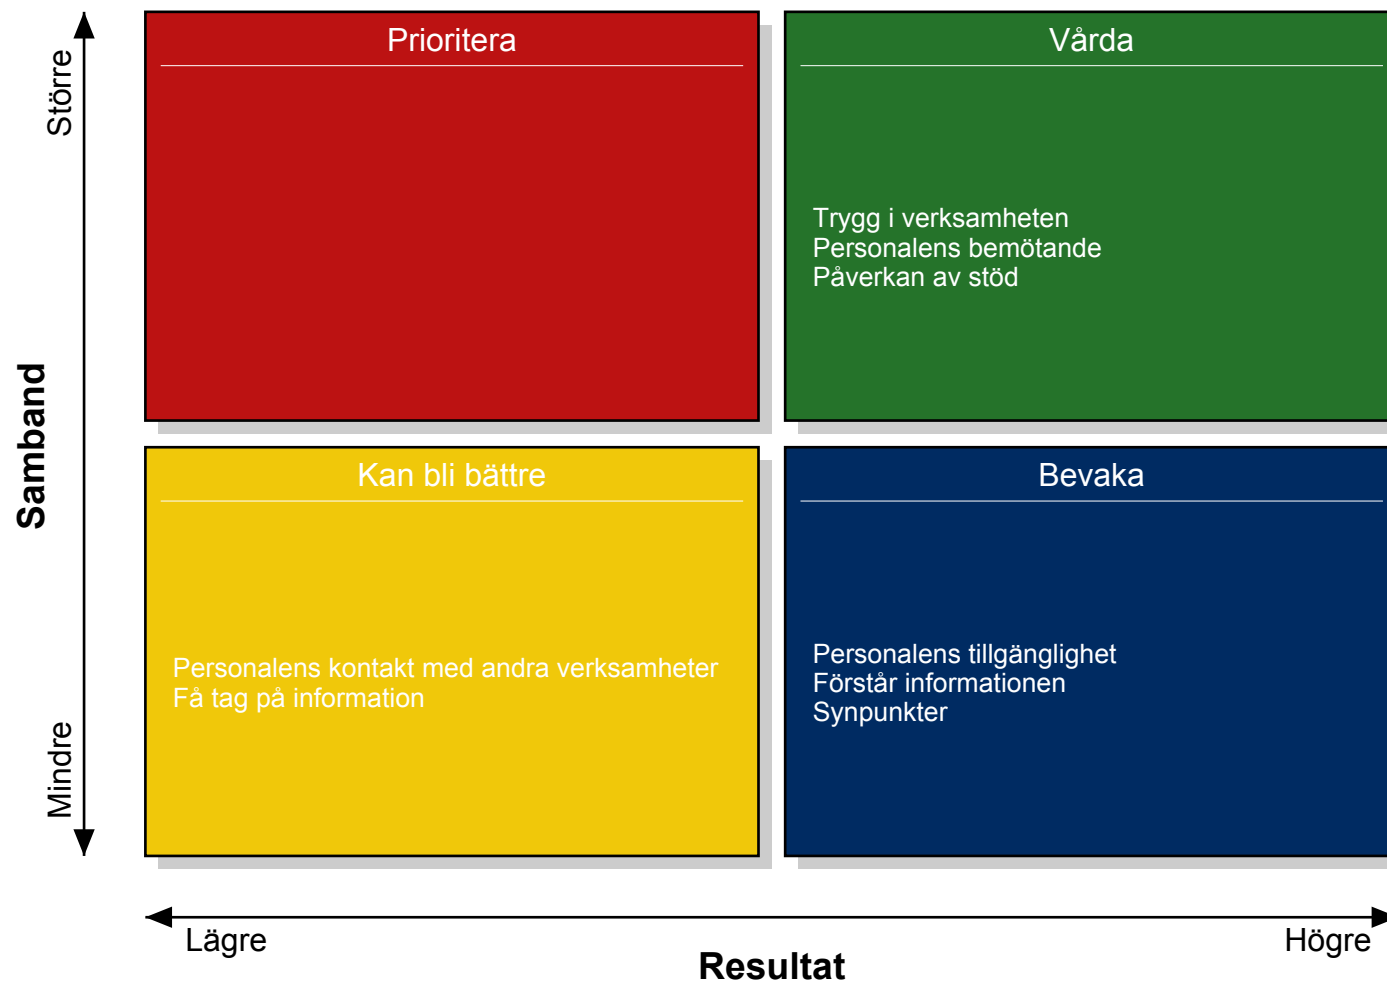 Prioritera
Vårda
Större
Trygg i verksamheten
Personalens bemötande
Påverkan av stöd
Samband
Kan bli bättre
Bevaka
Personalens kontakt med andra verksamheter
Få tag på information
Personalens tillgänglighet
Förstår informationen
Synpunkter
Mindre
Lägre
Högre
Resultat